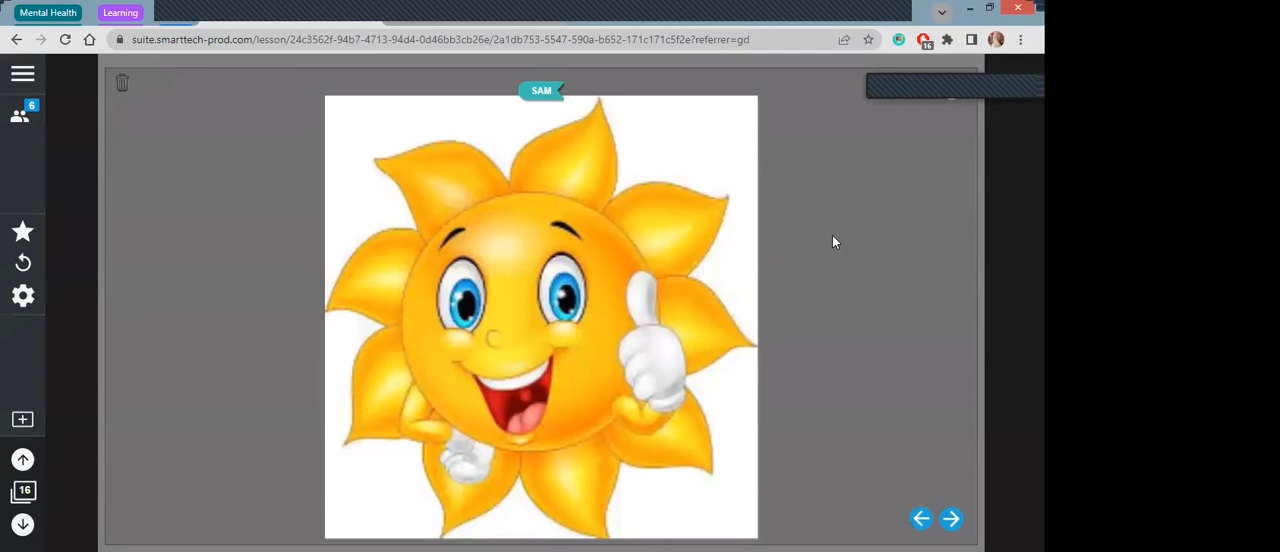 Mental Health
Learning
suite.smarttech-prod.com/lesson/24c3562f-94b7-4713-94d4-0d46bb3cb26e/2a1db753-5547-590a-b652-171c171c5f2e?referrer=gd
16
6
SAM
16